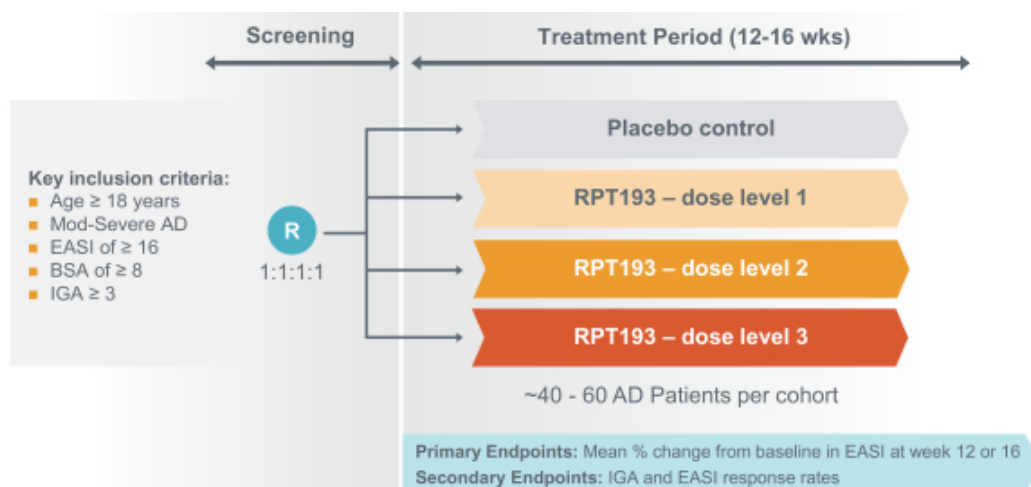 Screening
Treatment Period (12-16 wks)
Key inclusion criteria:
Age ≥ 18 years
Mod-Severe AD
EASI of ≥ 16
BSA of ≥ 8
IGA ≥ 3
R
1:1:1:1
Placebo control
RPT193 – dose level 1
RPT193 – dose level 2
RPT193 – dose level 3
~40 - 60 AD Patients per cohort
Primary Endpoints: Mean % change from baseline in EASI at week 12 or 16
Secondary Endpoints: IGA and EASI response rates